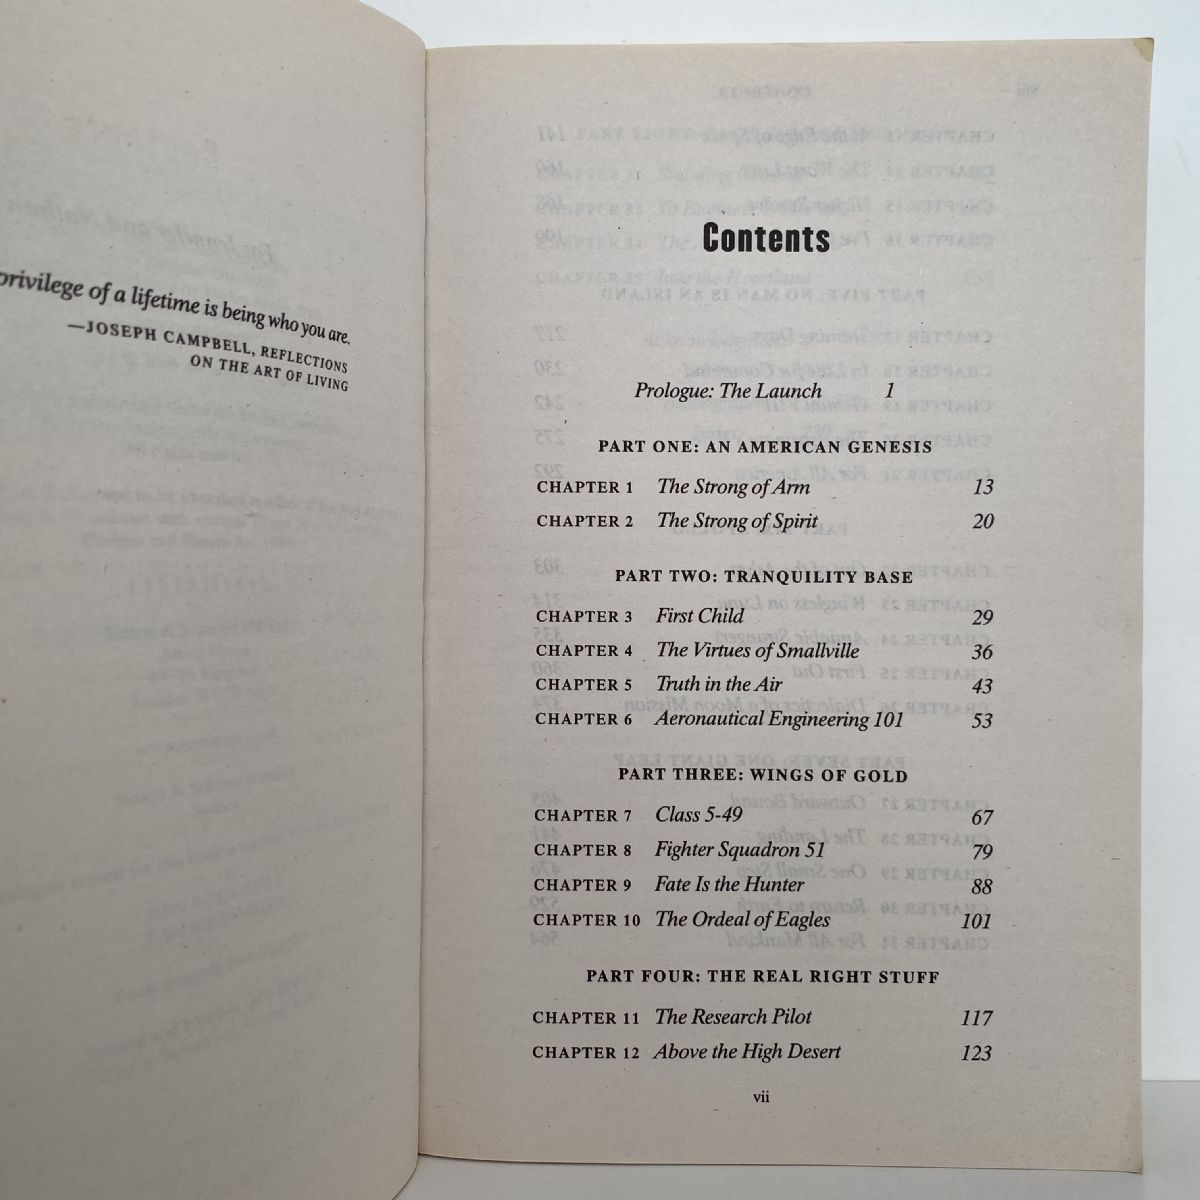 privilege of a lifetime is being who you are.
—JOSEPH CAMPBELL, REFLECTIONS
ON THE ART OF LIVING
Contents
Prologue: The Launch 1
PART ONE: AN AMERICAN GENESIS
CHAPTER 1 The Strong of Arm 13
CHAPTER 2 The Strong of Spirit 20
PART TWO: TRANQUILITY BASE
CHAPTER 3 First Child 29
CHAPTER 4 The Virtues of Smallville 36
CHAPTER 5 Truth in the Air 43
CHAPTER 6 Aeronautical Engineering 101 53
PART THREE: WINGS OF GOLD
CHAPTER 7 Class 5-49 67
CHAPTER 8 Fighter Squadron 51 79
CHAPTER 9 Fate Is the Hunter 88
CHAPTER 10 The Ordeal of Eagles 101
PART FOUR: THE REAL RIGHT STUFF
CHAPTER 11 The Research Pilot 117
CHAPTER 12 Above the High Desert 123
vii